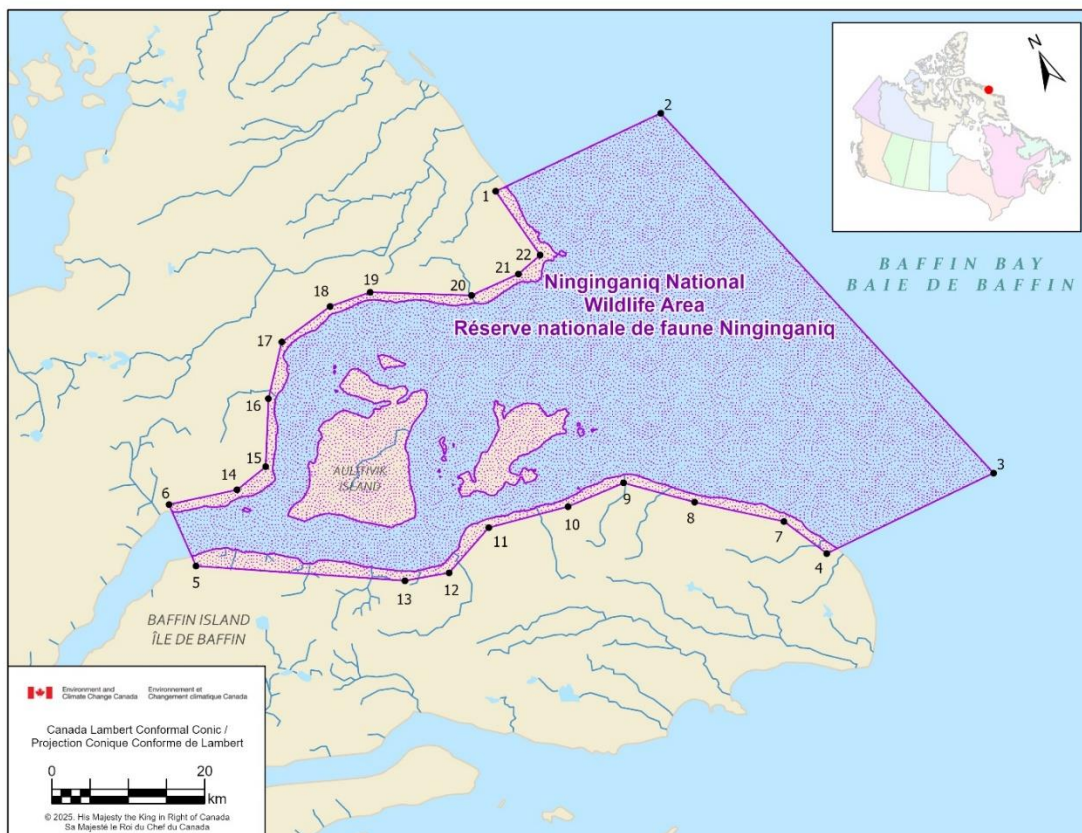 N
2
1
BAFFIN BAY
BAIE DE BAFFIN
22
21
19
20
18
Ninginganiq National
Wildlife Area
Réserve nationale de faune Ninginganiq
17
16
15
14
AULITIVIK
ISLAND
3
6
9
8
10
7
11
4
5
13
12
BAFFIN ISLAND
ÎLE DE BAFFIN
Environment and
Climate Change Canada
Environnement et
Changement climatique Canada
Canada Lambert Conformal Conic /
Projection Conique Conforme de Lambert
0 20
km
© 2025. His Majesty the King in Right of Canada
Sa Majesté le Roi du Chef du Canada